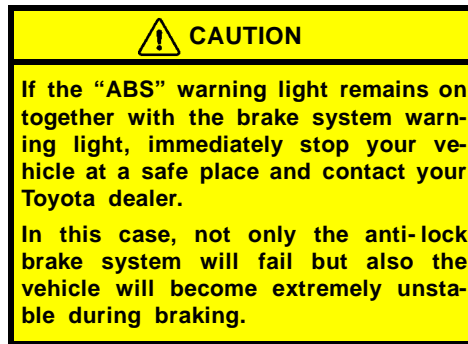 CAUTION
If the “ABS” warning light remains on
together with the brake system warn-
ing light, immediately stop your ve-
hicle at a safe place and contact your
Toyota dealer.
In this case, not only the anti-lock
brake system will fail but also the
vehicle will become extremely unsta-
ble during braking.